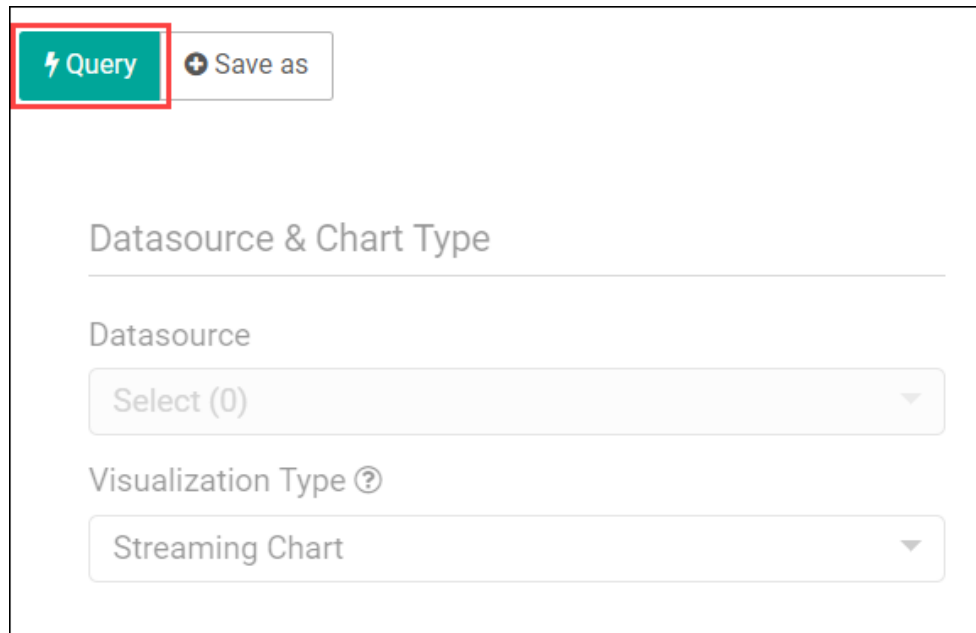 Query
Save as
Datasource & Chart Type
Datasource
Select (0)
Visualization Type
Streaming Chart